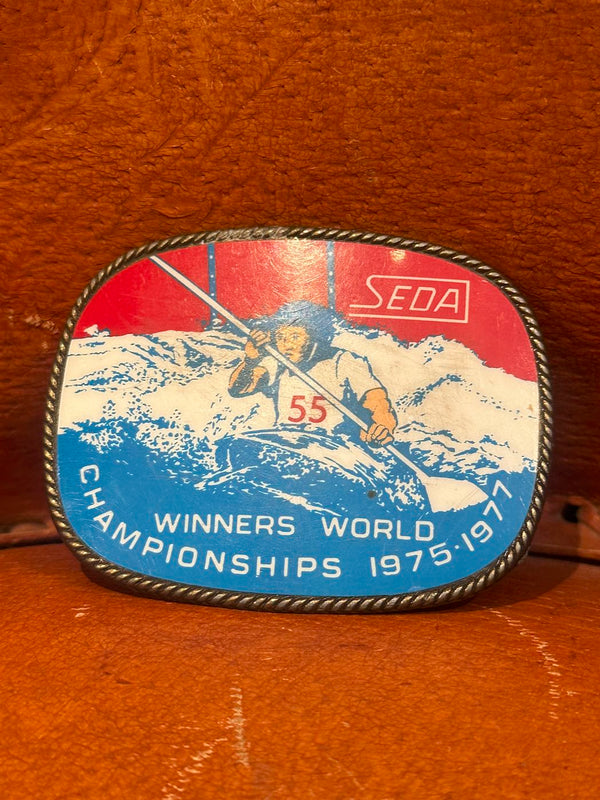 SEDA
55
WINNERS WORLD
CHAMPIONSHIPS 1975·1977